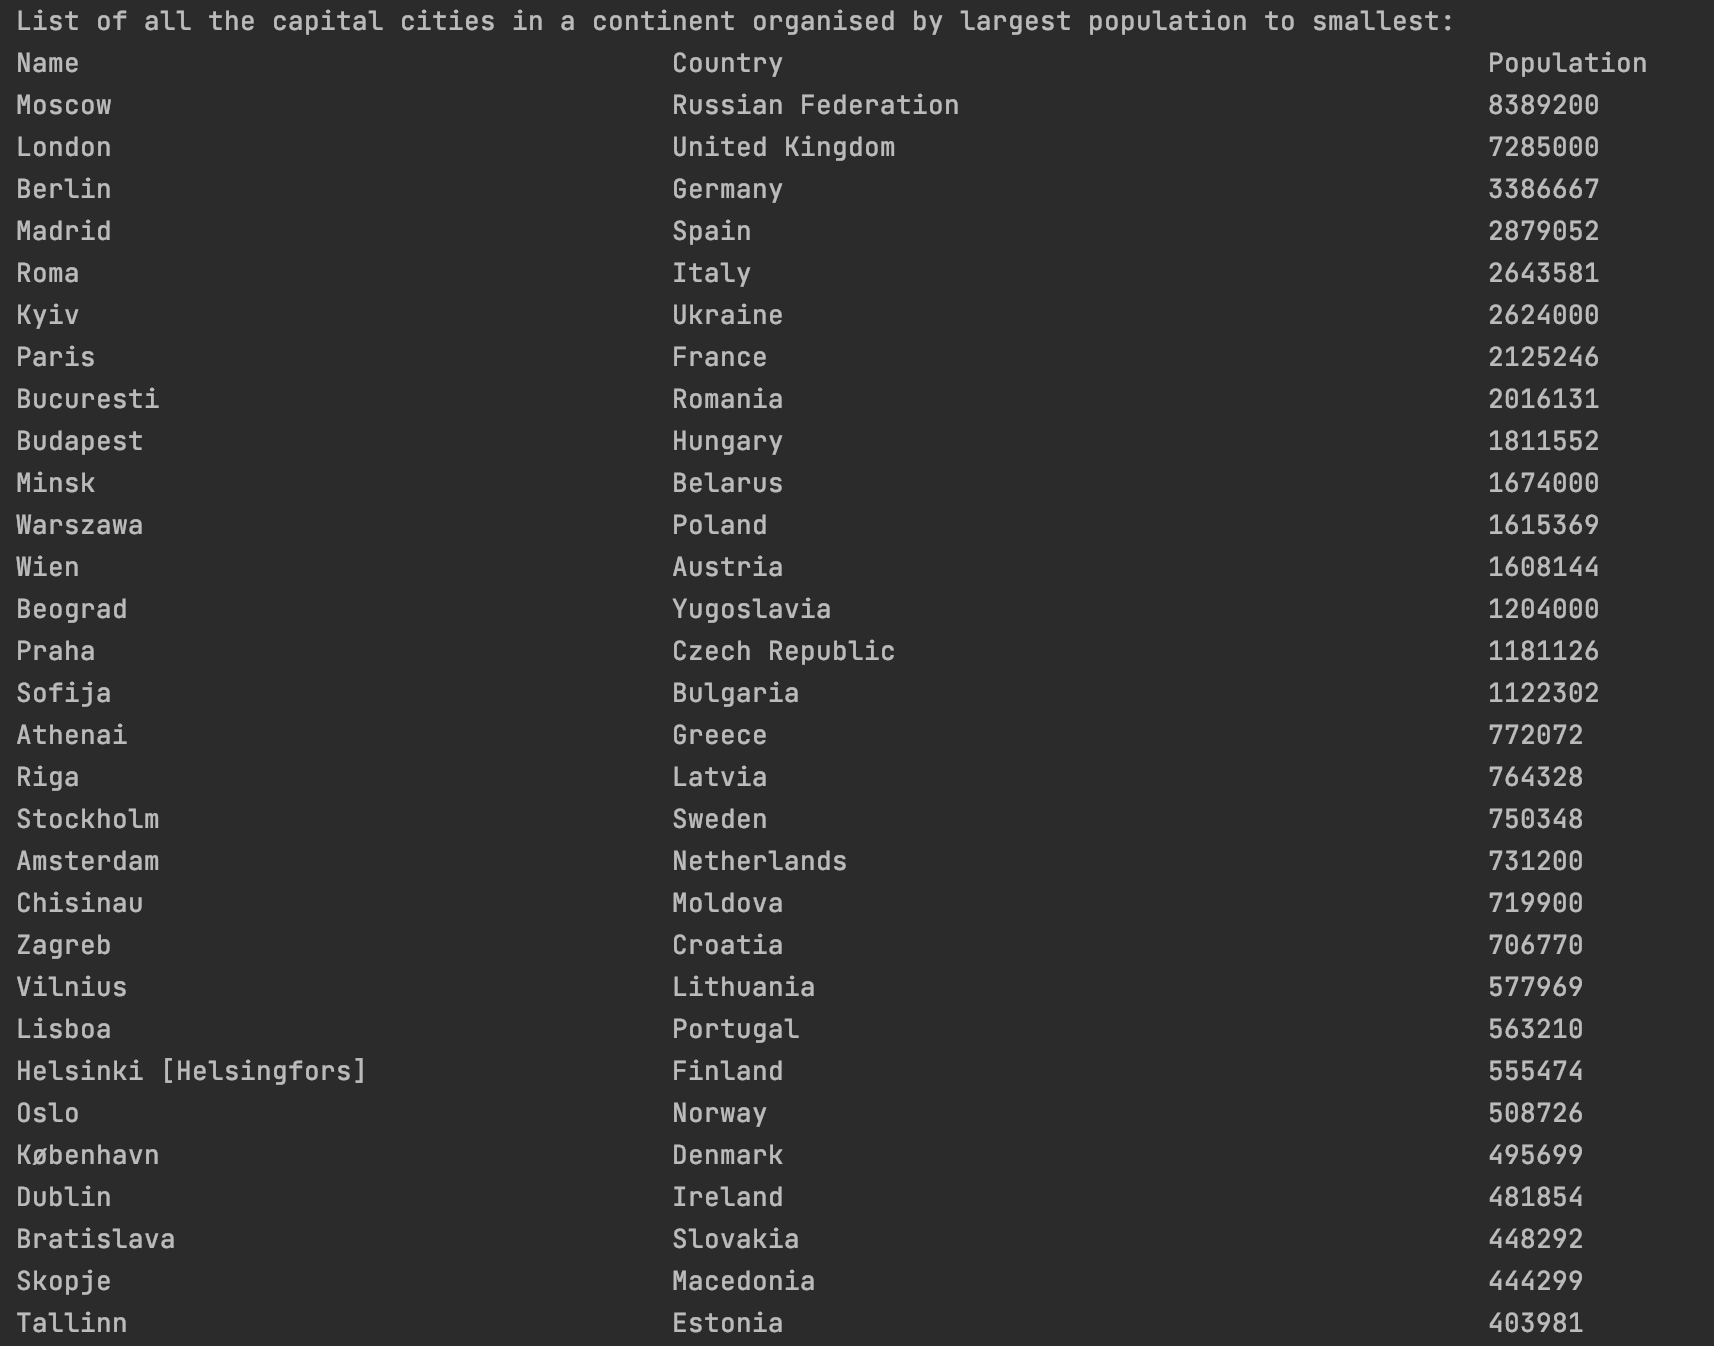 List of all the capital cities in a continent organised by largest population to smallest:
Name Country Population
Moscow Russian Federation 8389200
London United Kingdom 7285000
Berlin Germany 3386667
Madrid Spain 2879052
Roma Italy 2643581
Kyiv Ukraine 2624000
Paris France 2125246
Bucuresti Romania 2016131
Budapest Hungary 1811552
Minsk Belarus 1674000
Warszawa Poland 1615369
Wien Austria 1608144
Beograd Yugoslavia 1204000
Praha Czech Republic 1181126
Sofija Bulgaria 1122302
Athenai Greece 772072
Riga Latvia 764328
Stockholm Sweden 750348
Amsterdam Netherlands 731200
Chisinau Moldova 719900
Zagreb Croatia 706770
Vilnius Lithuania 577969
Lisboa Portugal 563210
Helsinki [Helsingfors] Finland 555474
Oslo Norway 508726
København Denmark 495699
Dublin Ireland 481854
Bratislava Slovakia 448292
Skopje Macedonia 444299
Tallinn Estonia 403981